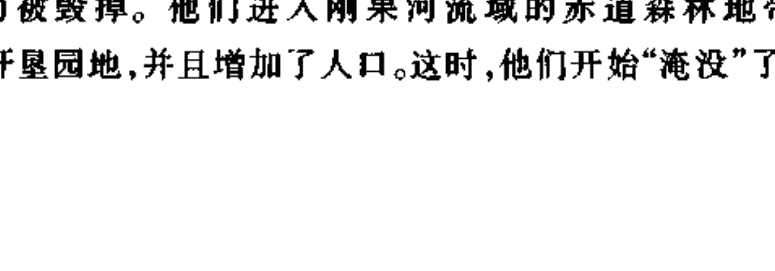 被毁掉。他们进入刚果河流域的赤道森林地
开垦园地,并且增加了人口。这时,他们开始“淹没”了